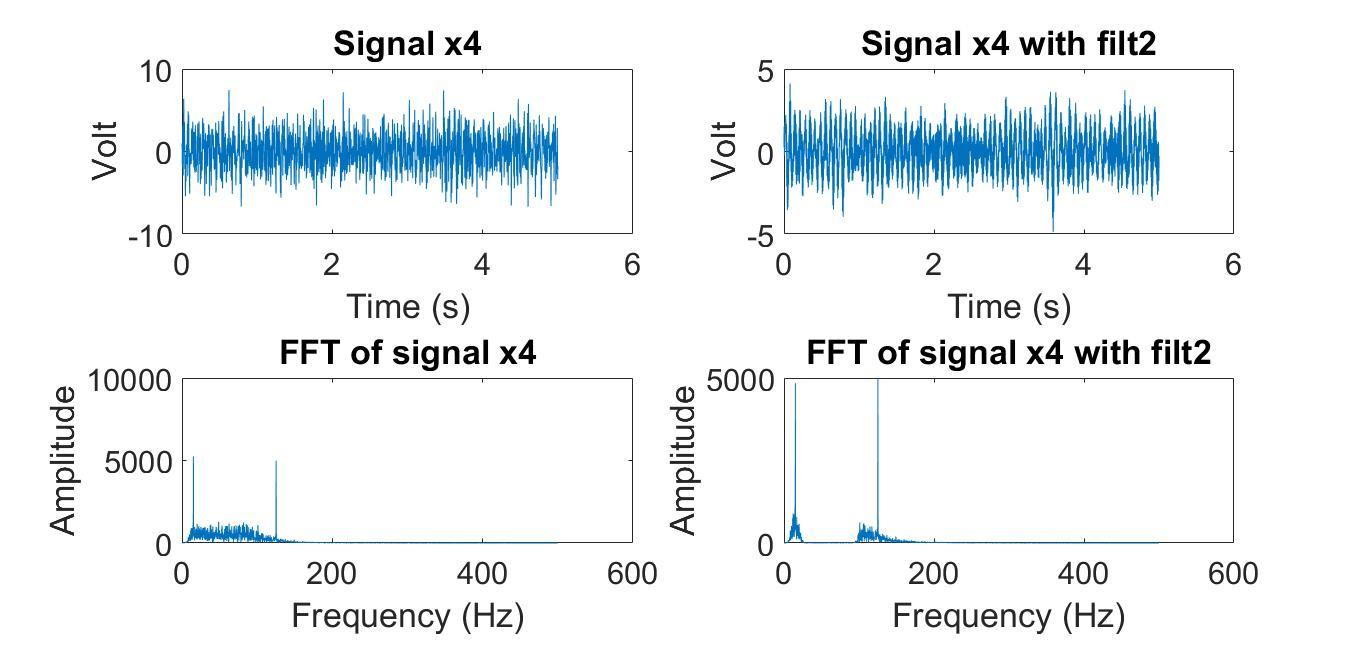 Signal x4
10
0
-10
Volt
0 2 4 6
Time (s)
Signal x4 with filt2
5
0
-5
Volt
0 2 4 6
Time (s)
FFT of signal x4
10000
5000
0
Amplitude
0 200 400 600
Frequency (Hz)
FFT of signal x4 with filt2
5000
0
Amplitude
0 200 400 600
Frequency (Hz)